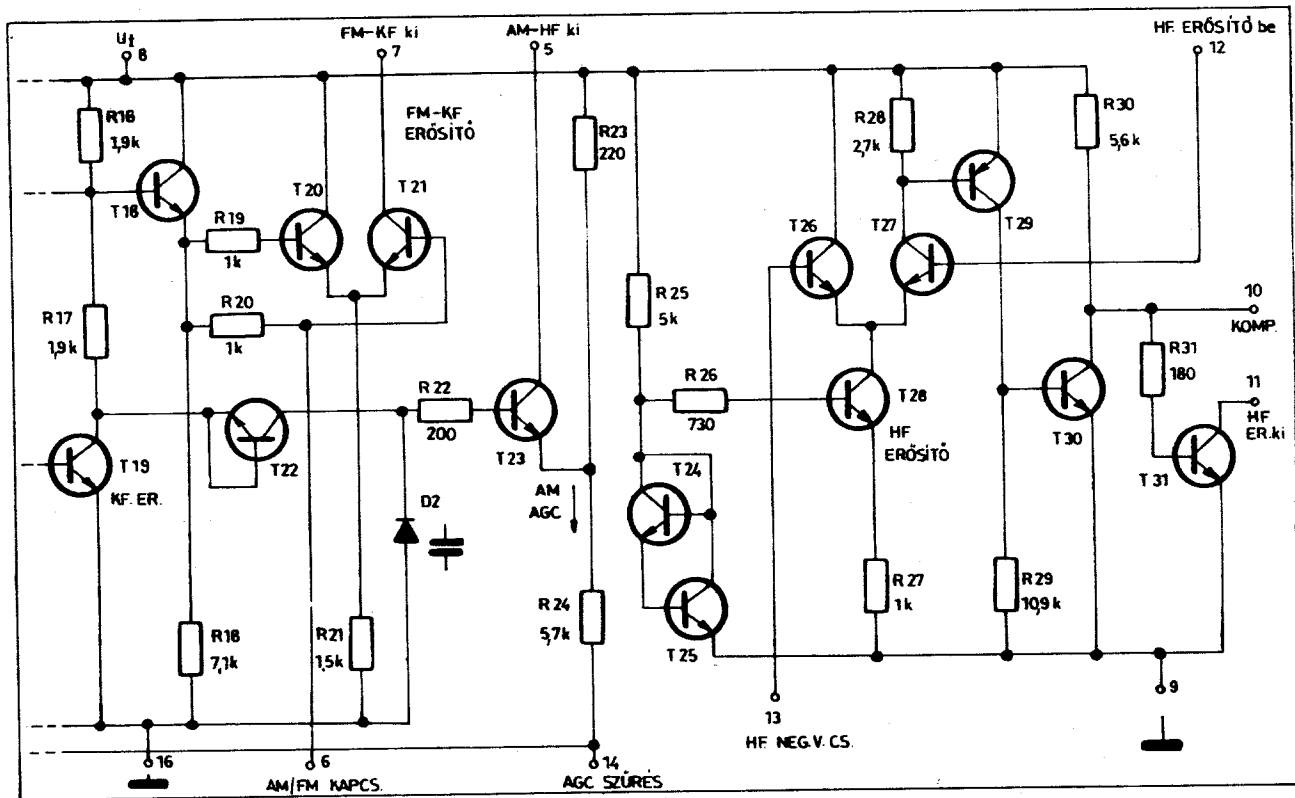 Ut
8
FM-KF ki
7
AM-HF ki
5
HF. ERŐSÍTŐ be
12
R16
1,9k
T18
FM-KF
ERŐSÍTŐ
T20
T21
R19
1k
R20
1k
R17
1,9k
T19
KF. ER.
T22
R22
200
T23
R23
220
AM
AGC
D2
R18
7,1k
R21
1,5k
R24
5,7k
R25
5k
R26
730
T24
T25
T26
T27
R28
2,7k
T29
R30
5,6k
T28
HF
ERŐSÍTŐ
R27
1k
R29
10,9k
T30
R31
180
T31
10
KOMP.
11
HF
ER.ki
9
13
HF. NEG.V. CS.
16
6
AM/FM KAPCS.
14
AGC SZŰRÉS